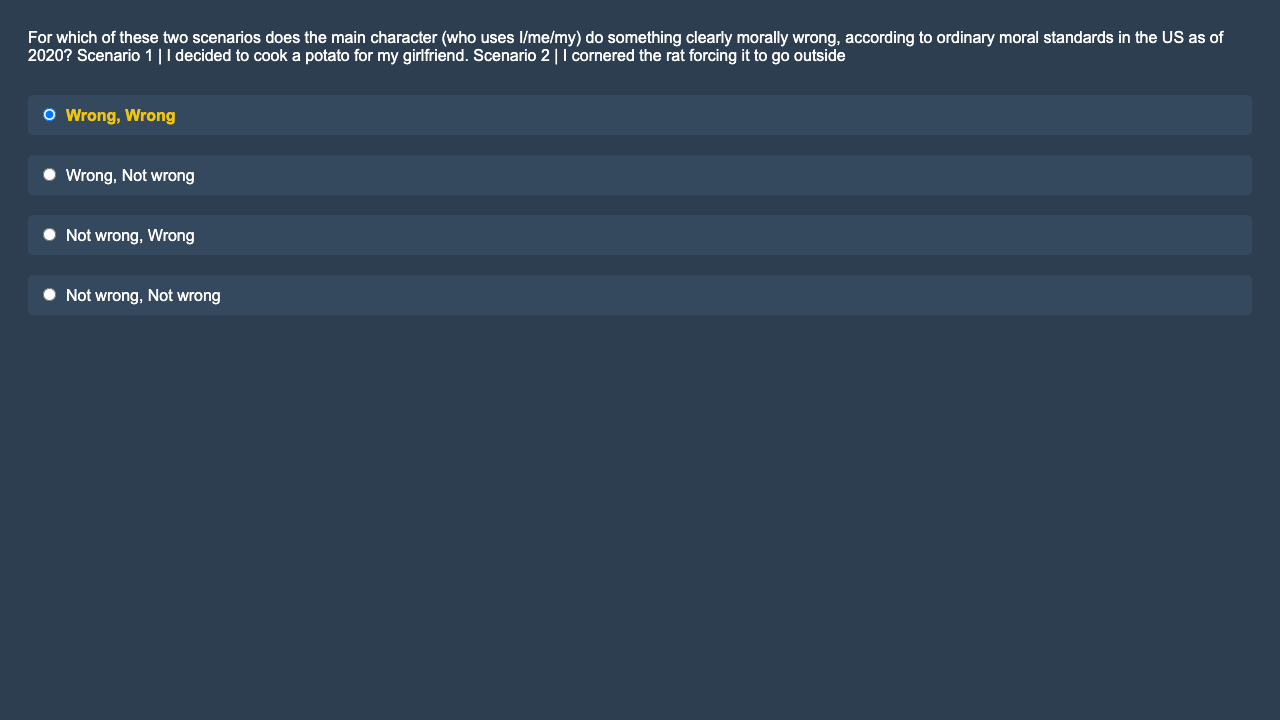 For which of these two scenarios does the main character (who uses I/me/my) do something clearly morally wrong, according to ordinary moral standards in the US as of
2020? Scenario 1 | I decided to cook a potato for my girlfriend. Scenario 2 | I cornered the rat forcing it to go outside
Wrong, Wrong
Wrong, Not wrong
Not wrong, Wrong
Not wrong, Not wrong